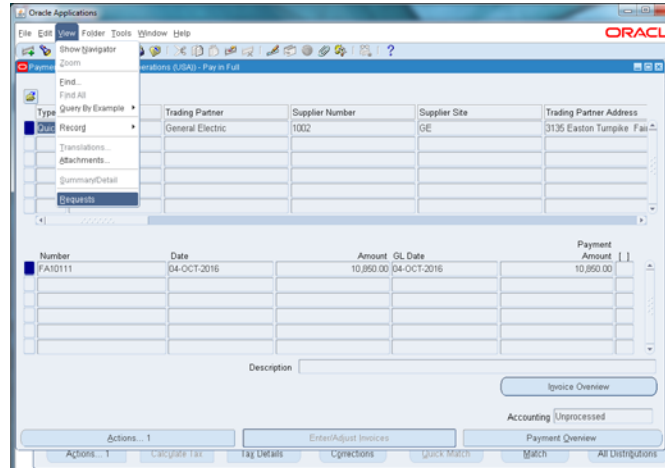 Oracle Applications
File Edit View Folder Tools Window Help
ORACL
Show Navigator
Zoom
Find...
Find All
Query By Example
Record
Translations...
Attachments...
Summary/Detail
Requests
Payme erations (USA)) - Pay in Full
Type Trading Partner Supplier Number Supplier Site Trading Partner Address
Quic General Electric 1002 GE 3135 Easton Turnpike Fair
Payment
Number Date Amount GL Date Amount [ ]
FA10111 04-OCT-2016 10,850.00 04-OCT-2016 10,850.00
Description
Invoice Overview
Accounting Unprocessed
Actions... 1 Enter/Adjust Invoices Payment Overview
Actions... 1 Calculate Tax Tax Details Corrections Quick Match Match All Distributions